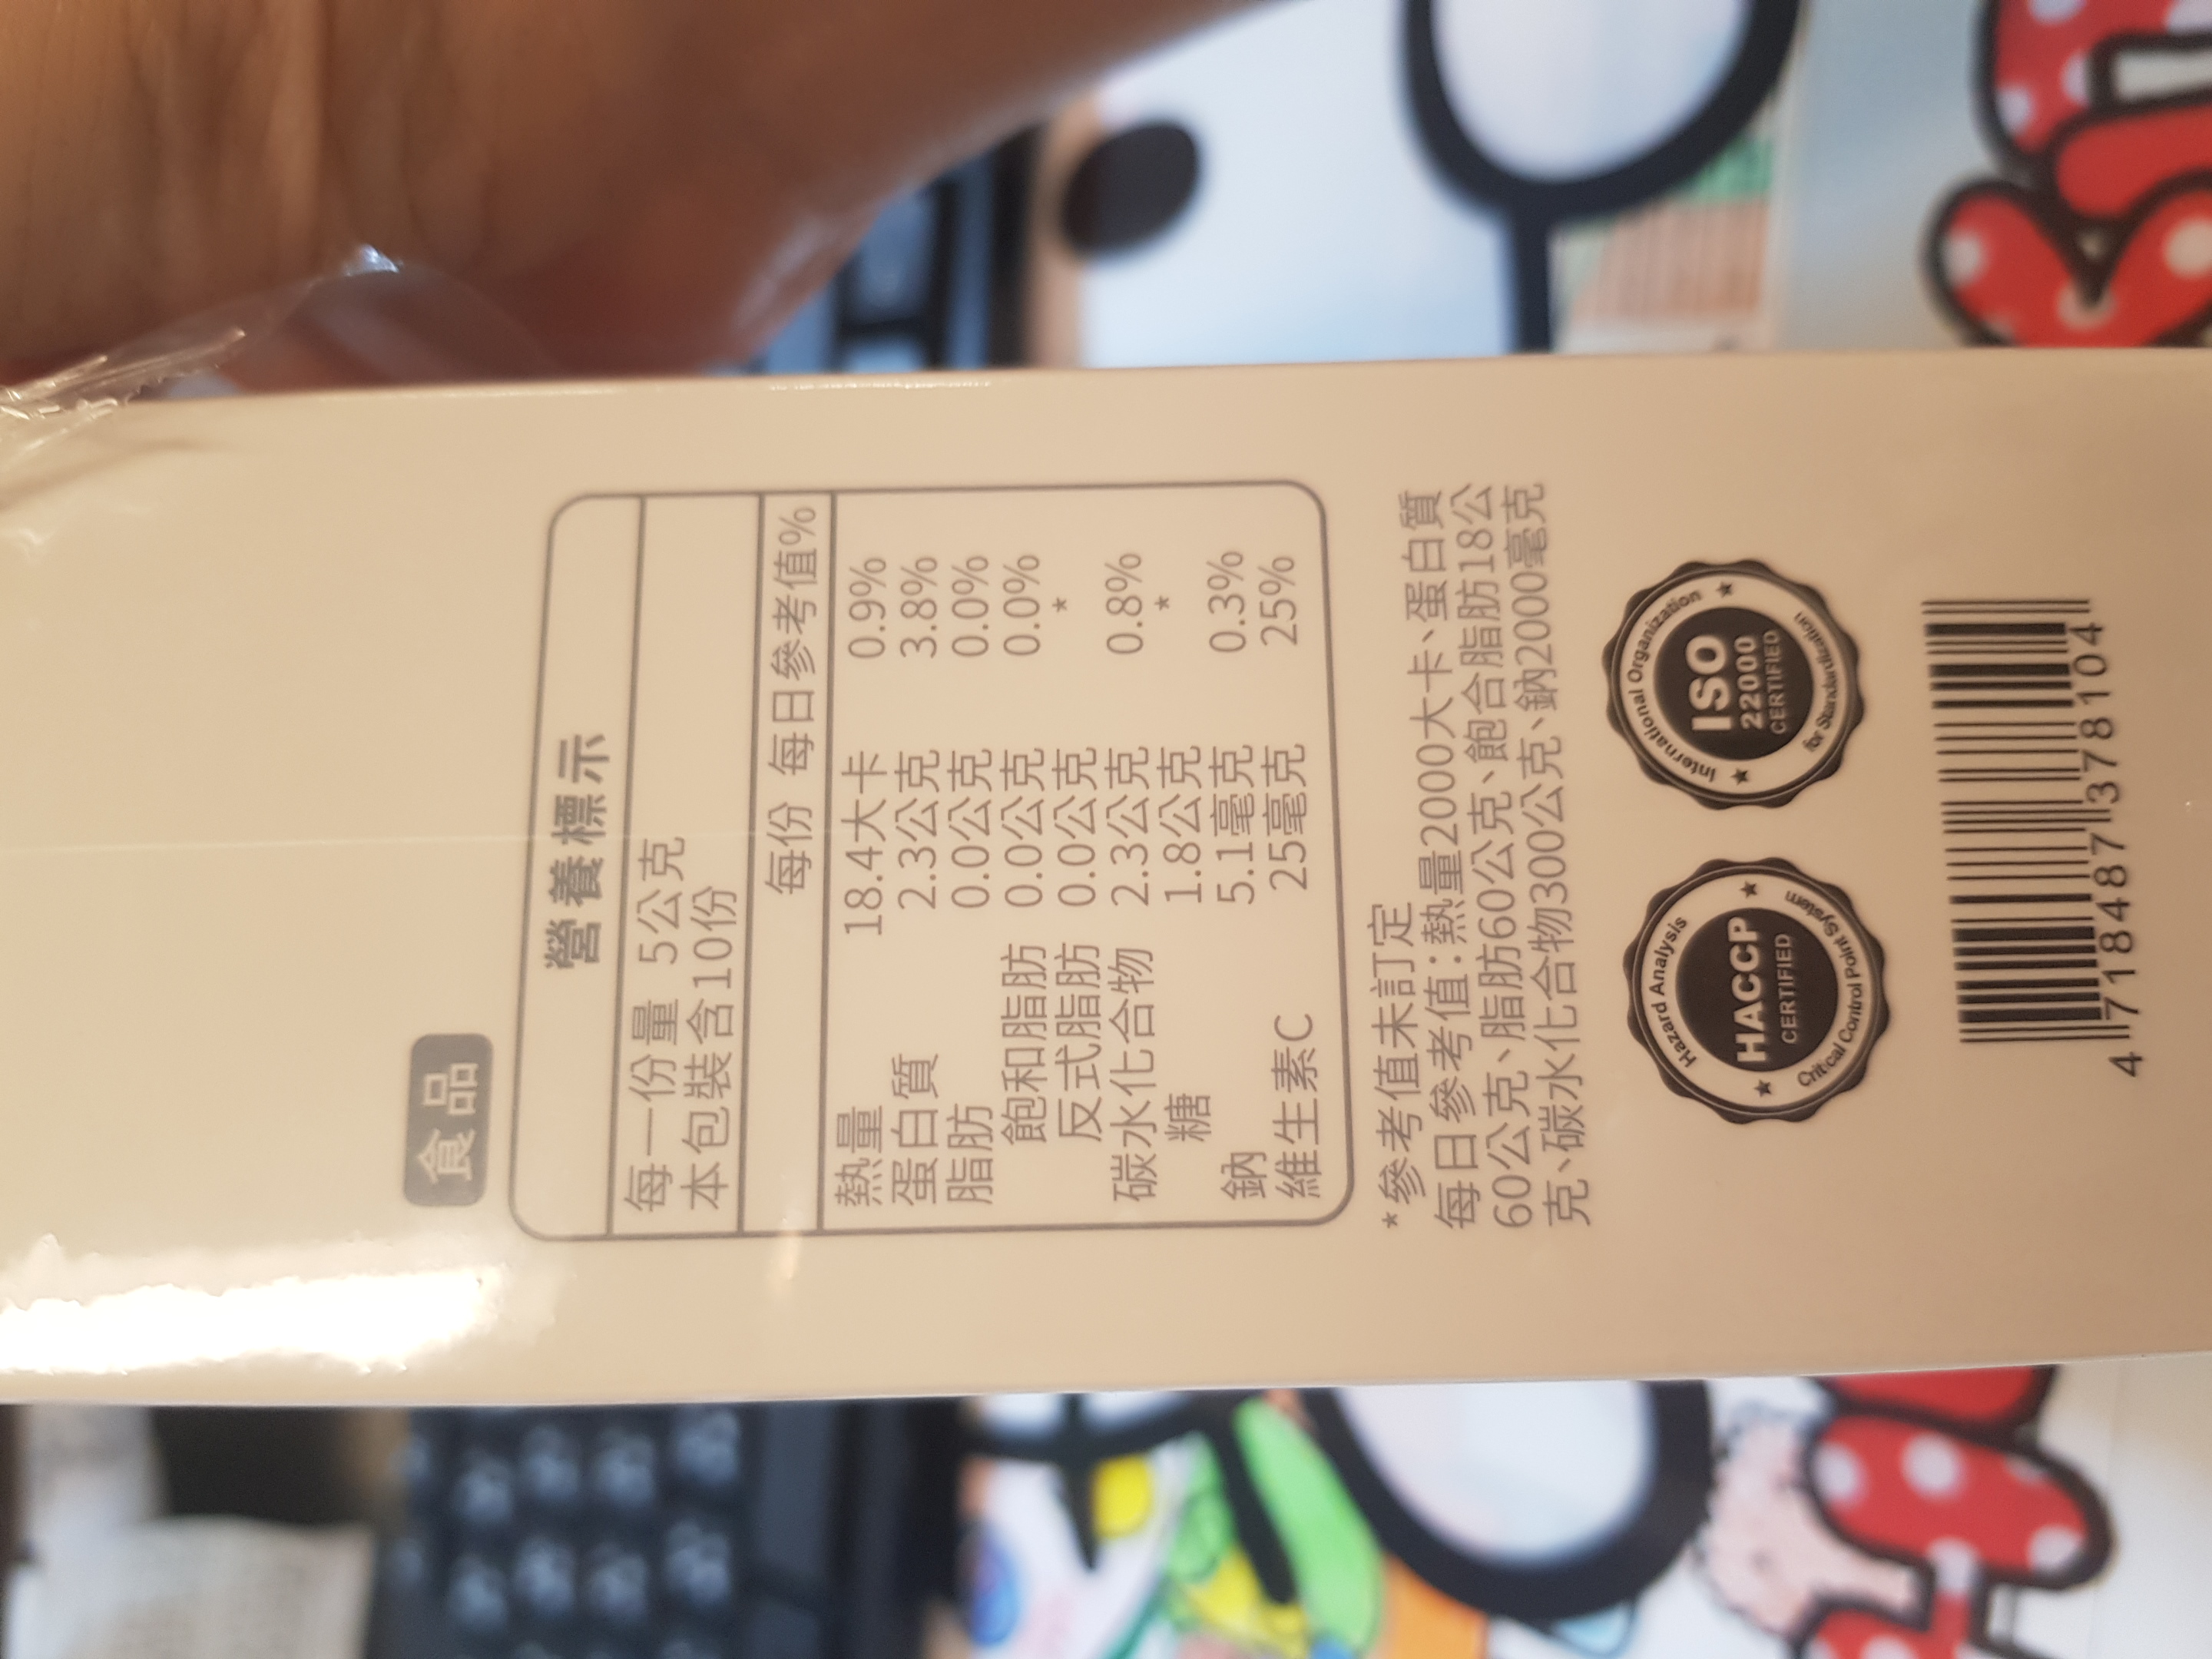 食品
營養標示
每一份量 5公克
本包裝含10份
每份 每日參考值%
熱量 18.4大卡 0.9%
蛋白質 2.3公克 3.8%
脂肪 0.0公克 0.0%
飽和脂肪 0.0公克 0.0%
反式脂肪 0.0公克 *
碳水化合物 2.3公克 0.8%
糖 1.8公克 *
鈉 5.1毫克 0.3%
維生素C 25毫克 25%
*參考值未訂定
每日參考值:熱量2000大卡、蛋白質
60公克、脂肪60公克、飽合脂肪18公
克、碳水化合物300公克、鈉2000毫克
Hazard Analysis
HACCP
CERTIFIED
Critical Control Point System
International Organization
ISO
22000
CERTIFIED
for Standardization
4 718487 378104